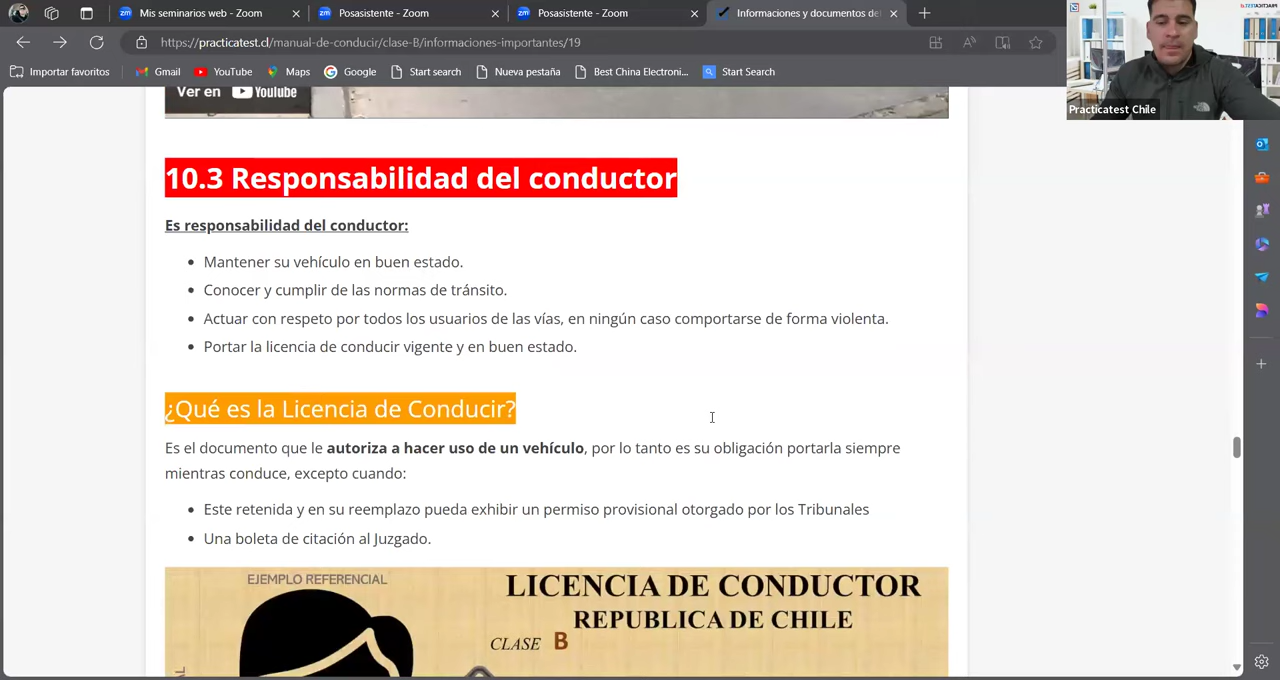 Mis seminarios web - Zoom
Posasistente - Zoom
Posasistente - Zoom
Informaciones y documentos de
https://practicatest.cl/manual-de-conducir/clase-B/informaciones-importantes/19
Importar favoritos
Gmail
YouTube
Maps
Google
Start search
Nueva pestaña
Best China Electroni...
Start Search
PRACTICATEST
Practicatest Chile
Ver en YouTube
10.3 Responsabilidad del conductor
Es responsabilidad del conductor:
• Mantener su vehículo en buen estado.
• Conocer y cumplir de las normas de tránsito.
• Actuar con respeto por todos los usuarios de las vías, en ningún caso comportarse de forma violenta.
• Portar la licencia de conducir vigente y en buen estado.
¿Qué es la Licencia de Conducir?
Es el documento que le autoriza a hacer uso de un vehículo, por lo tanto es su obligación portarla siempre
mientras conduce, excepto cuando:
• Este retenida y en su reemplazo pueda exhibir un permiso provisional otorgado por los Tribunales
• Una boleta de citación al Juzgado.
EJEMPLO REFERENCIAL
LICENCIA DE CONDUCTOR
REPUBLICA DE CHILE
CLASE B